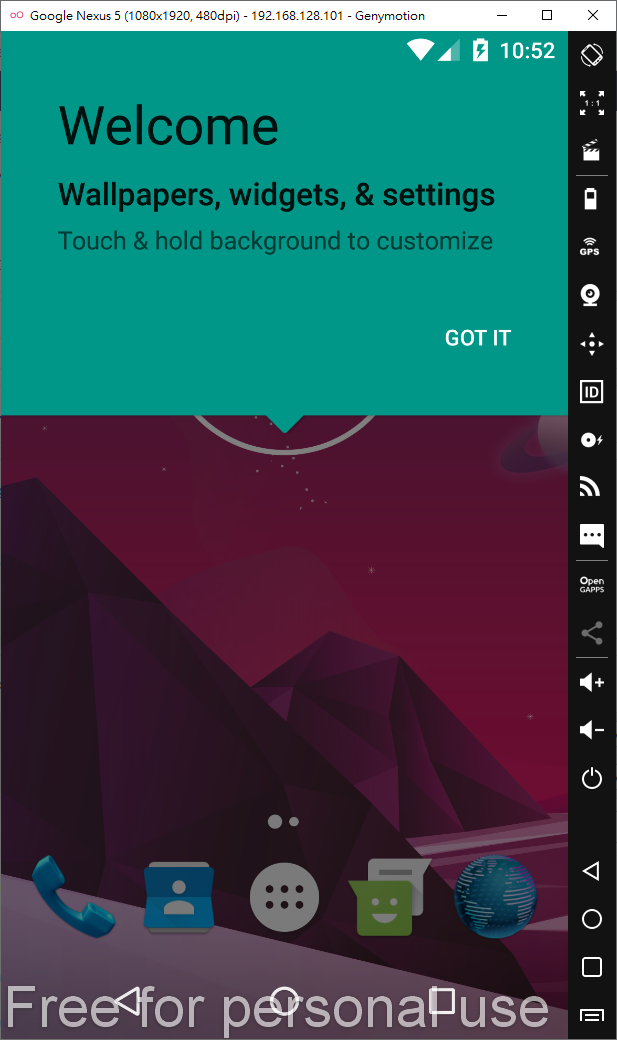 Google Nexus 5 (1080x1920, 480dpi) - 192.168.128.101 - Genymotion
10:52
Welcome
Wallpapers, widgets, & settings
Touch & hold background to customize
GOT IT
1 : 1
GPS
ID
Open
GAPPS
Free for personal use